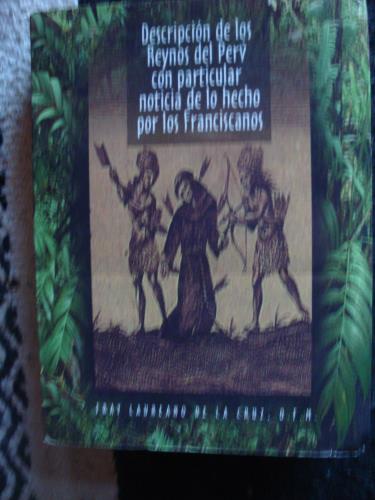 Descripción de los
Reynos del Perv
con particular
noticia de lo hecho
por los Franciscanos
FRAY LAUREANO DE LA CRUZ, O.F.M.